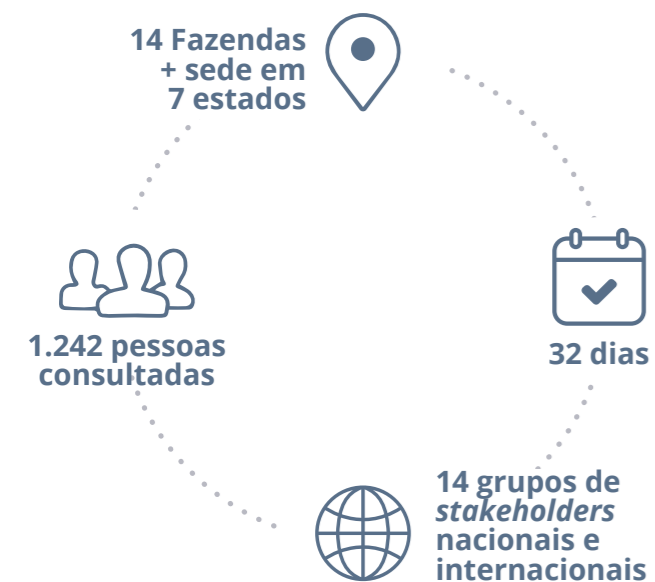 14 Fazendas
+ sede em
7 estados
1.242 pessoas
consultadas
32 dias
14 grupos de
stakeholders
nacionais e
internacionais